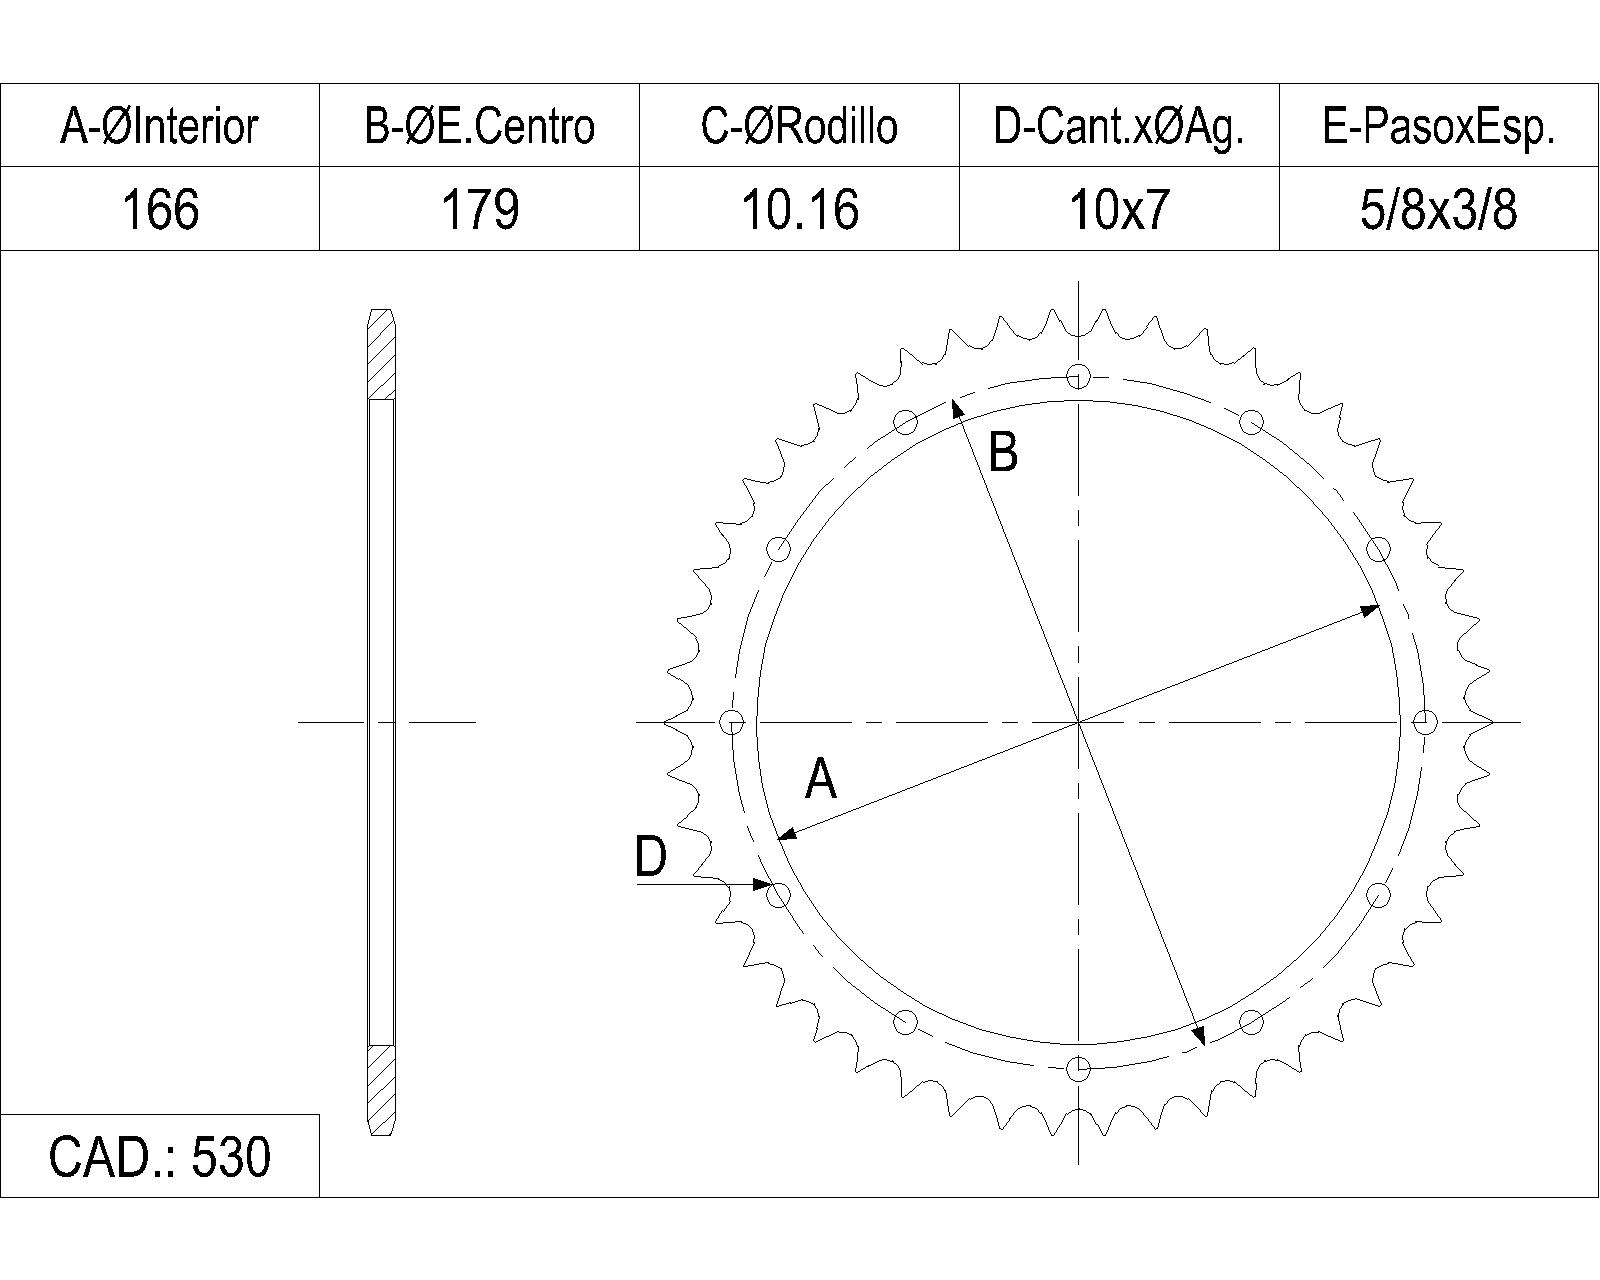 A-ØInterior B-ØE.Centro C-ØRodillo D-Cant.xØAg. E-PasoxEsp.
166 179 10.16 10x7 5/8x3/8
B
A
D
CAD.: 530